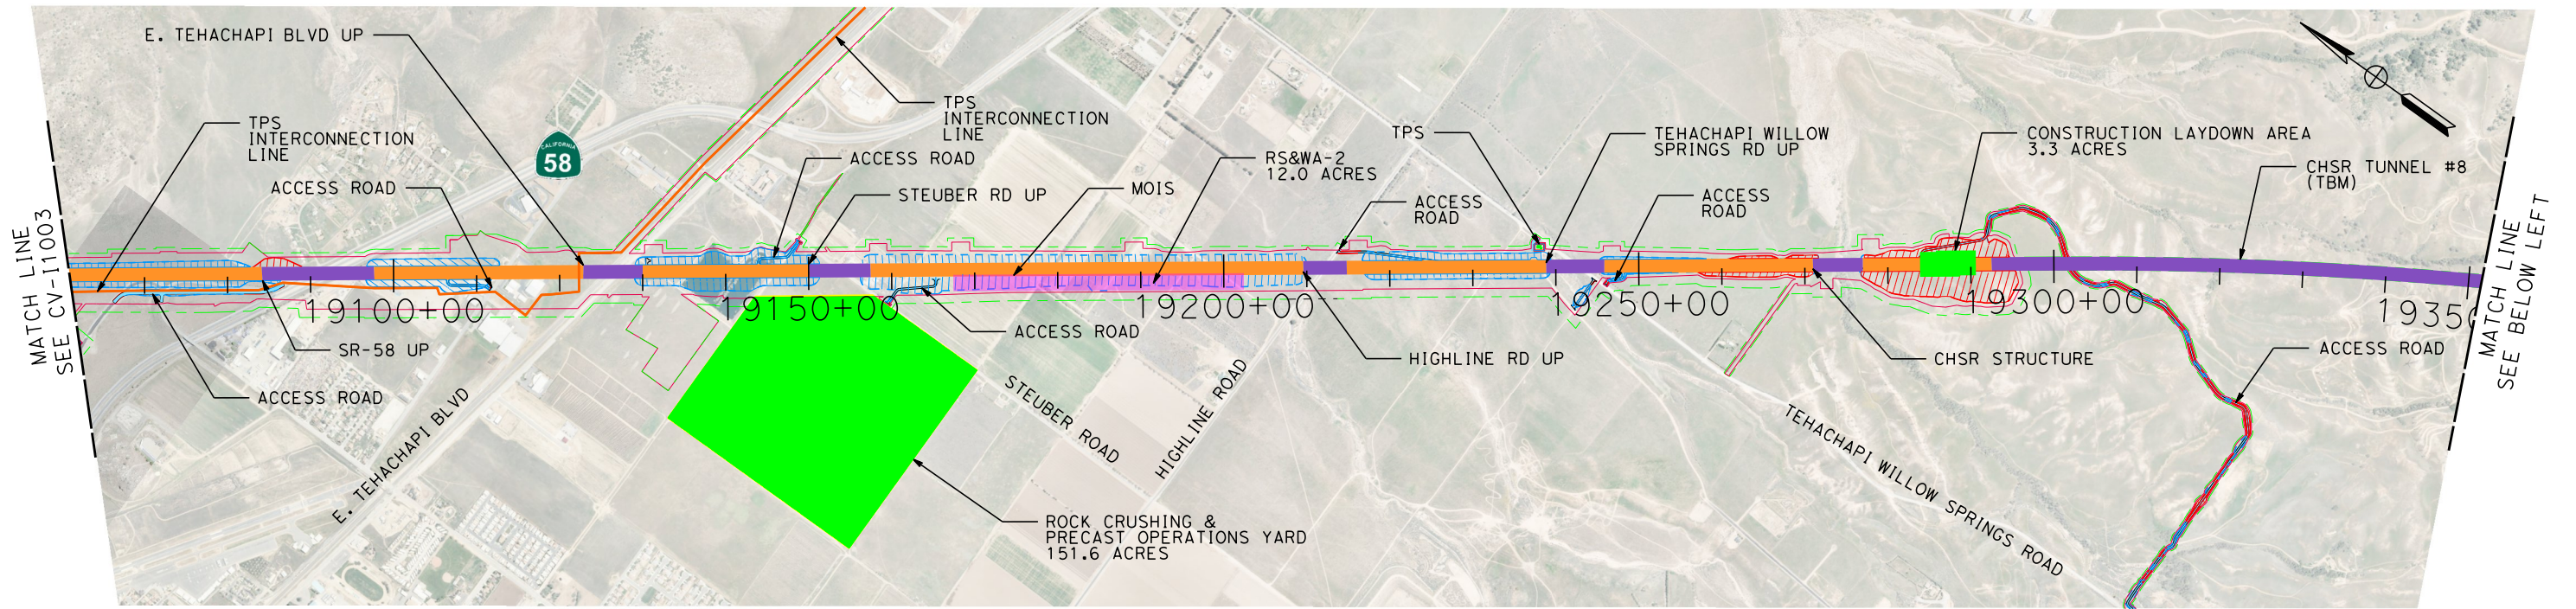 E. TEHACHAPI BLVD UP
TPS
INTERCONNECTION
LINE
ACCESS ROAD
CALIFORNIA
58
TPS
INTERCONNECTION
LINE
ACCESS ROAD
STEUBER RD UP
RS&WA-2
12.0 ACRES
MOIS
TPS
ACCESS
ROAD
TEHACHAPI WILLOW
SPRINGS RD UP
ACCESS
ROAD
CONSTRUCTION LAYDOWN AREA
3.3 ACRES
CHSR TUNNEL #8
(TBM)
MATCH LINE
SEE CV-I1003
19100+00
19150+00
19200+00
19250+00
19300+00
MATCH LINE
SEE BELOW LEFT
SR-58 UP
ACCESS ROAD
E. TEHACHAPI BLVD
ACCESS ROAD
STEUBER ROAD
HIGHLINE ROAD
HIGHLINE RD UP
CHSR STRUCTURE
ACCESS ROAD
TEHACHAPI WILLOW SPRINGS ROAD
ROCK CRUSHING &
PRECAST OPERATIONS YARD
151.6 ACRES